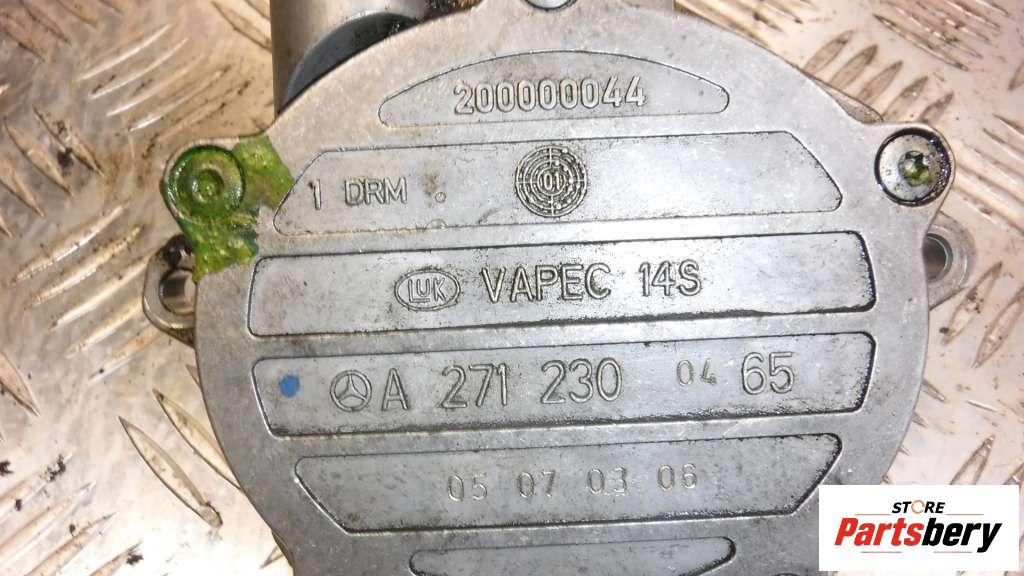 200000044
1 DRM
01
LUK VAPEC 14S
A 271 230 04 65
05 07 03 06
STORE
Partsbery